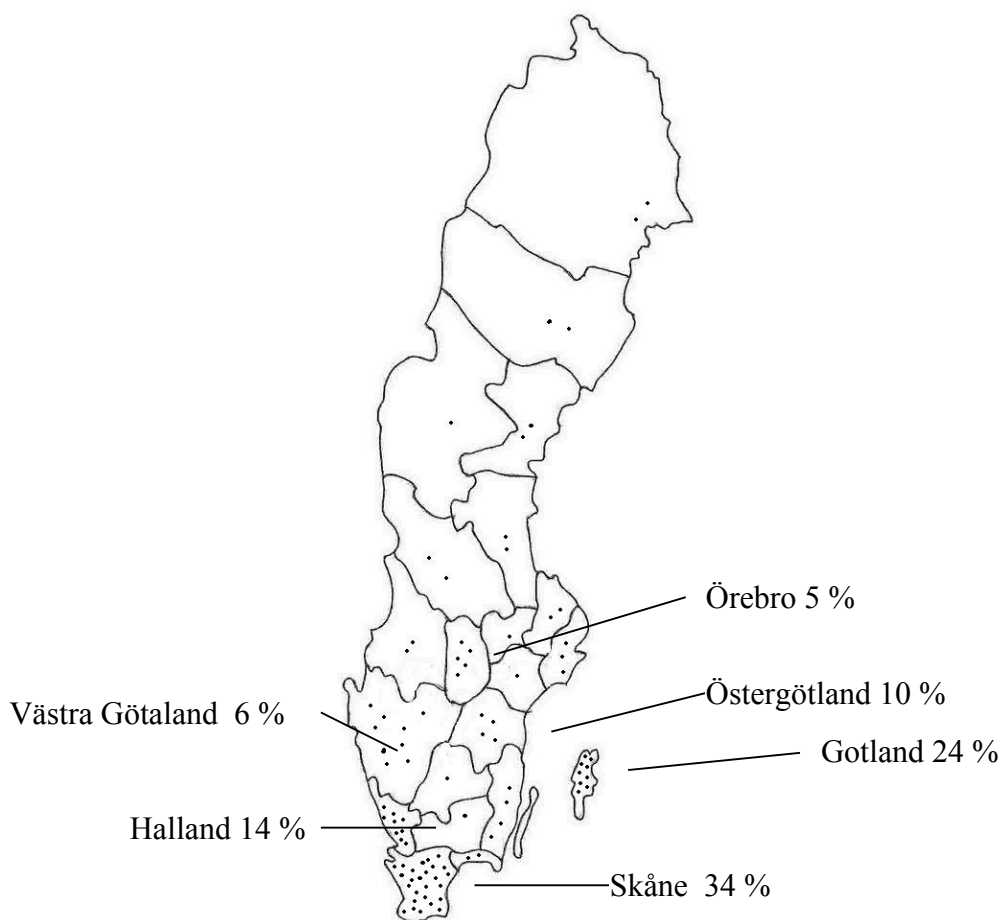 Örebro 5 %
Östergötland 10 %
Västra Götaland  6 %
Gotland 24 %
Halland 14 %
Skåne  34 %